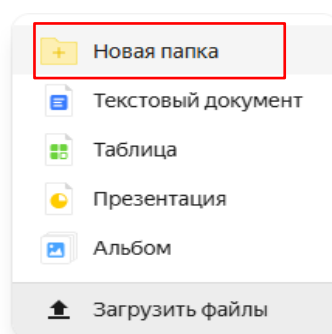 Новая папка
Текстовый документ
Таблица
Презентация
Альбом
Загрузить файлы